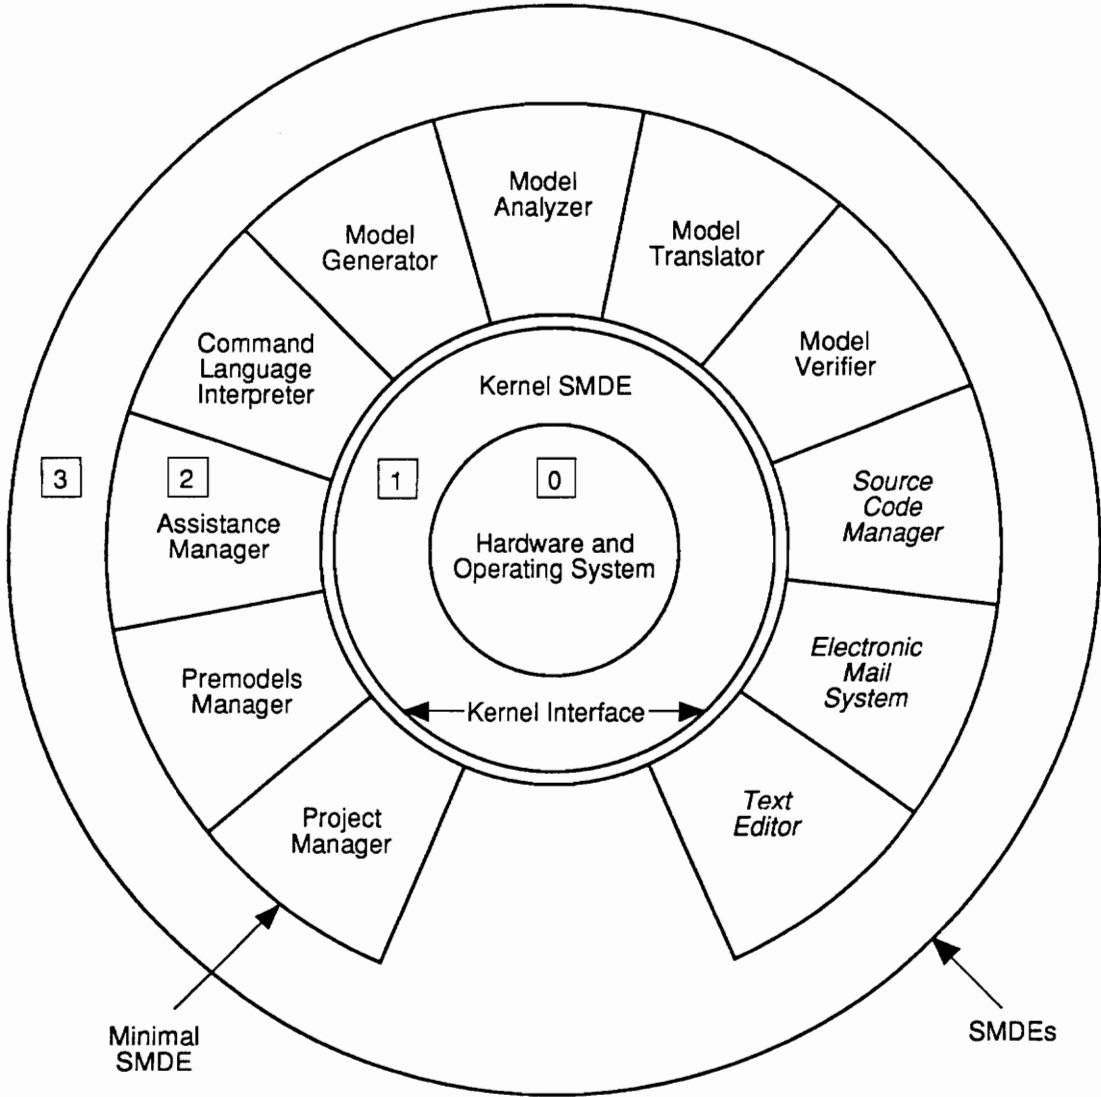 Model
Analyzer
Model
Generator
Model
Translator
Command
Language
Interpreter
Model
Verifier
Kernel SMDE
3
2
1
0
Assistance
Manager
Source
Code
Manager
Hardware and
Operating System
Premodels
Manager
Electronic
Mail
System
Kernel Interface
Project
Manager
Text
Editor
Minimal
SMDE
SMDEs